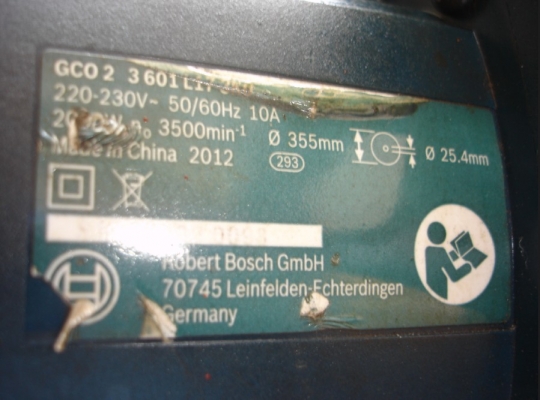 GCO 2 3 601
220-230V~ 50/60Hz 10A
n₀ 3500min⁻¹
Made in China 2012
Ø 355mm
293
Ø 25.4mm
Robert Bosch GmbH
70745 Leinfelden-Echterdingen
Germany